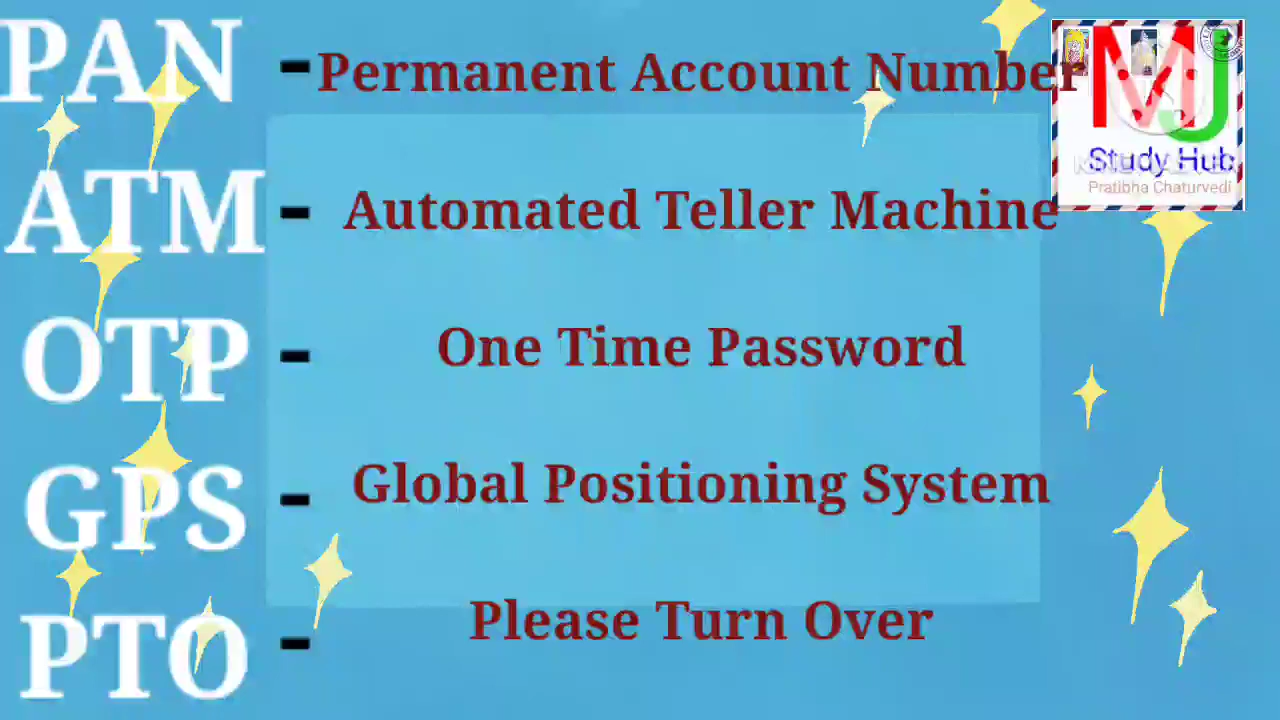 PAN - Permanent Account Number
ATM - Automated Teller Machine
OTP - One Time Password
GPS - Global Positioning System
PTO - Please Turn Over
MJ
Study Hub
Pratibha Chaturvedi